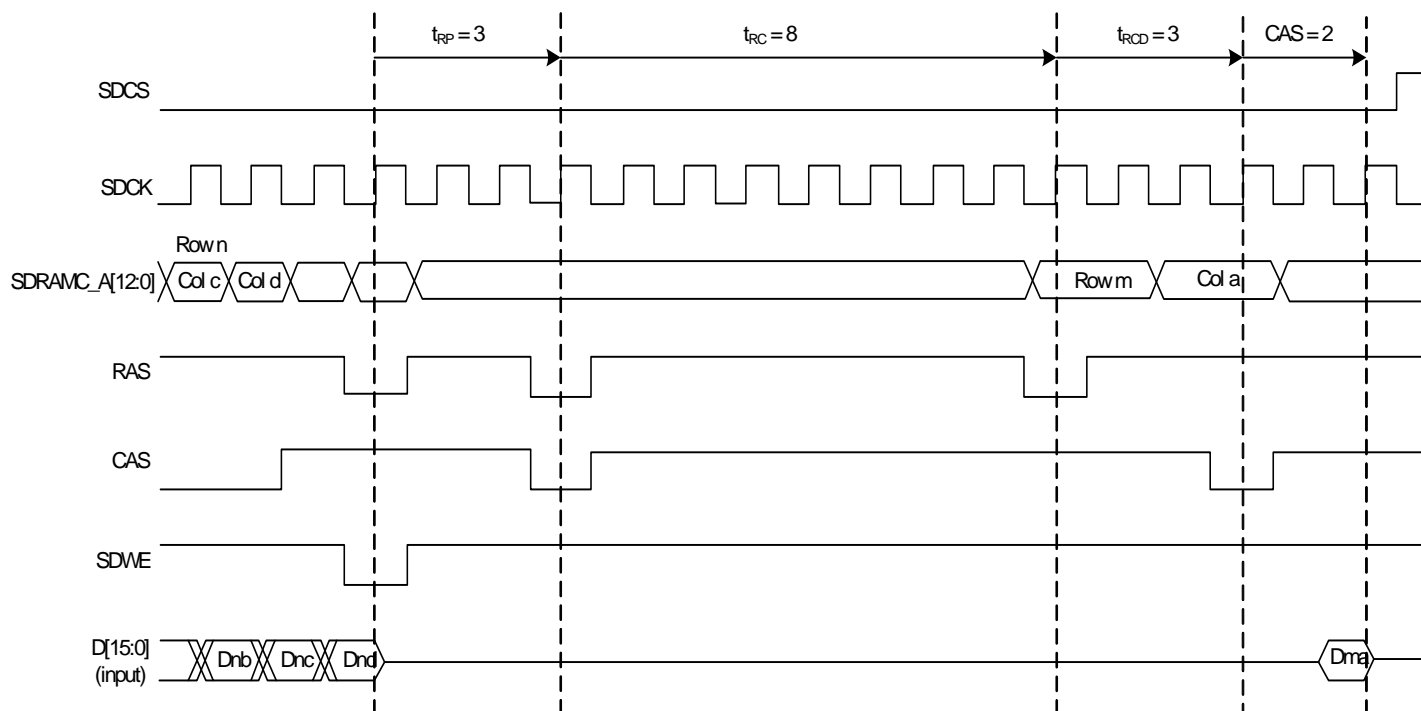 tRP = 3 tRC = 8 tRCD = 3 CAS = 2
SDCS
SDCK
Row n
SDRAMC_A[12:0] Col c Col d Row m Col a
RAS
CAS
SDWE
D[15:0]
(input)
Dnb Dnc Dnd Dma